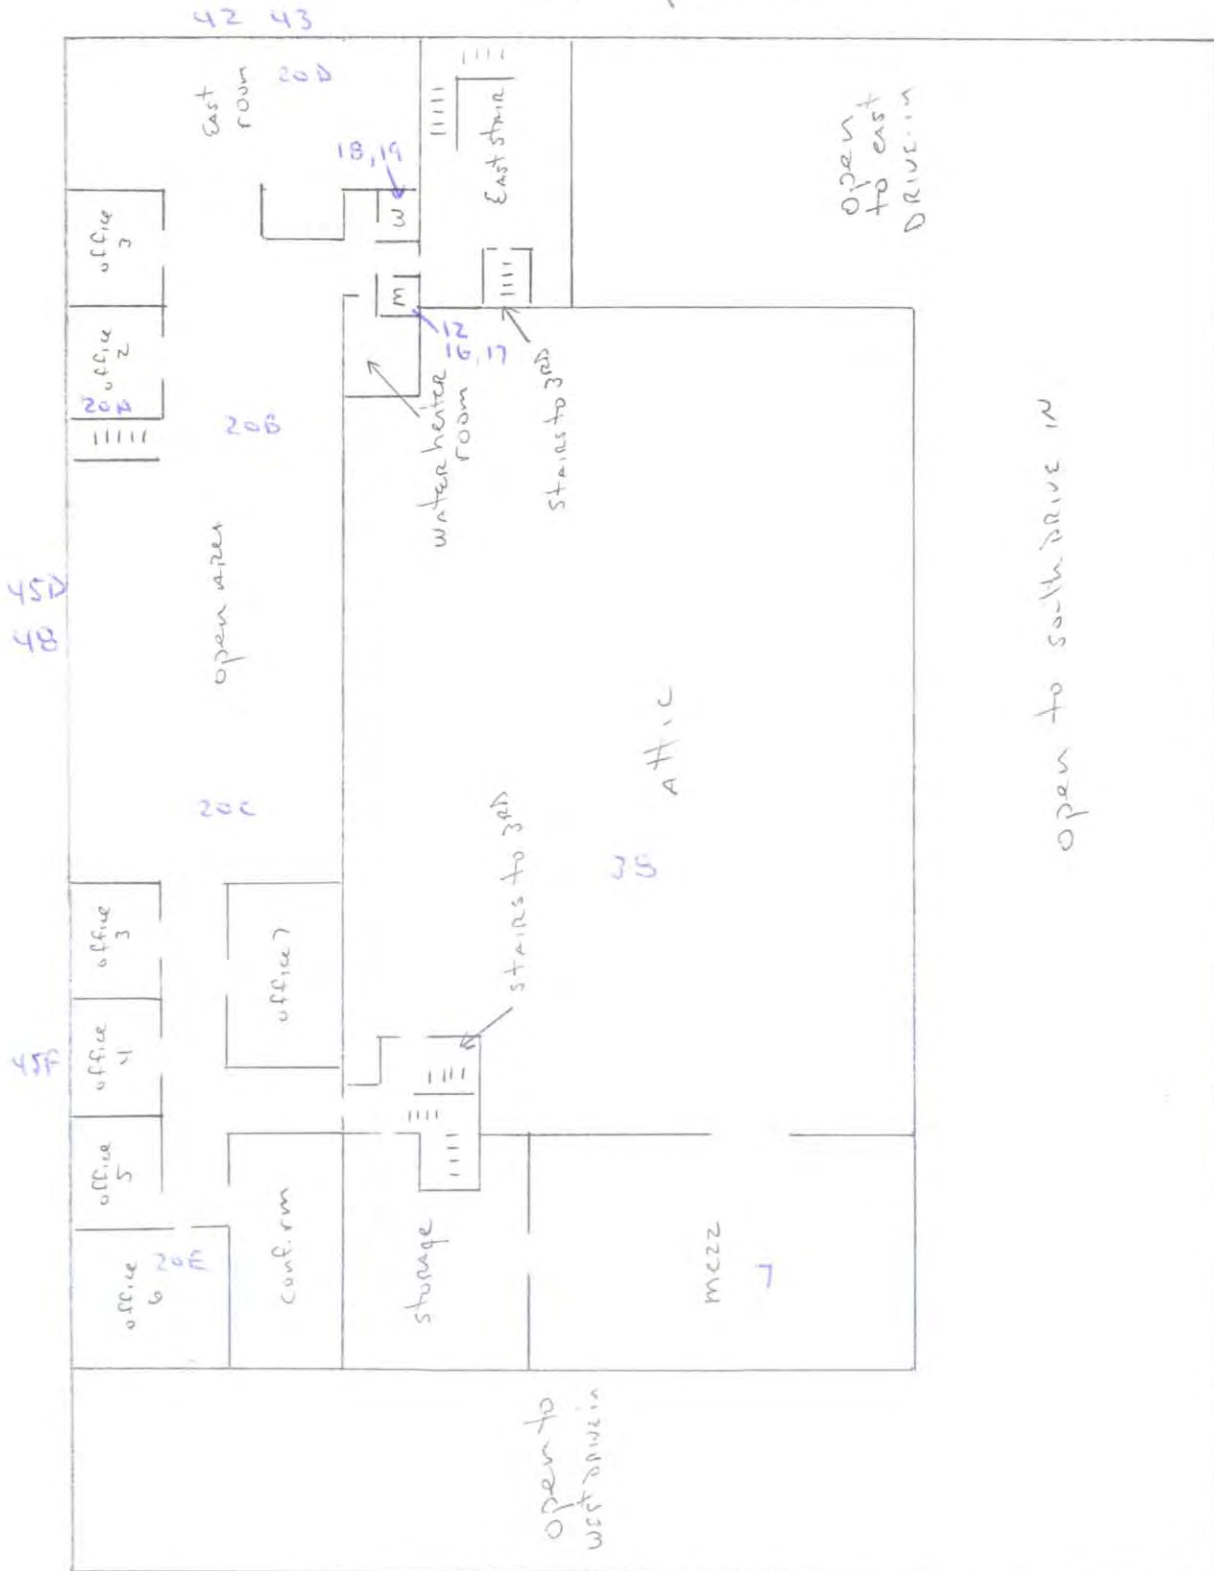 42 43
East
room
20D
18,19
office
3
W
East stair
open
to east
DRIVE-in
office
2
20A
M
12
16,17
20B
water heater
room
stairs to 3RD
open area
45D
48
20C
Attic
38
open to south DRIVE IN
stairs to 3RD
office
3
office 7
office
4
45F
office
5
office
6
20E
conf. rm
storage
mezz
7
open to
west drive in